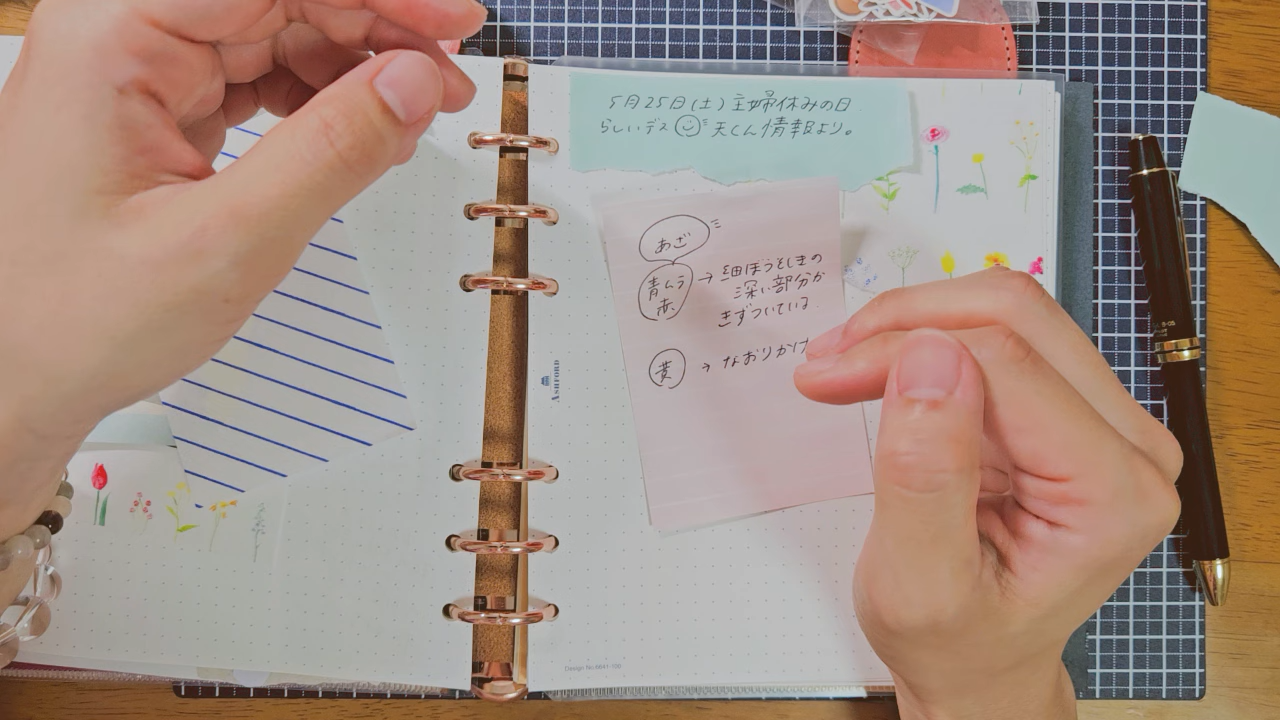 5月25日(土)主婦休みの日
らしいデス 天くん情報より。
あざ
青ムラ
赤
→ 細ぼうそしきの
深い部分が
きずついている
黄
→ なおりかけ
ASHFORD